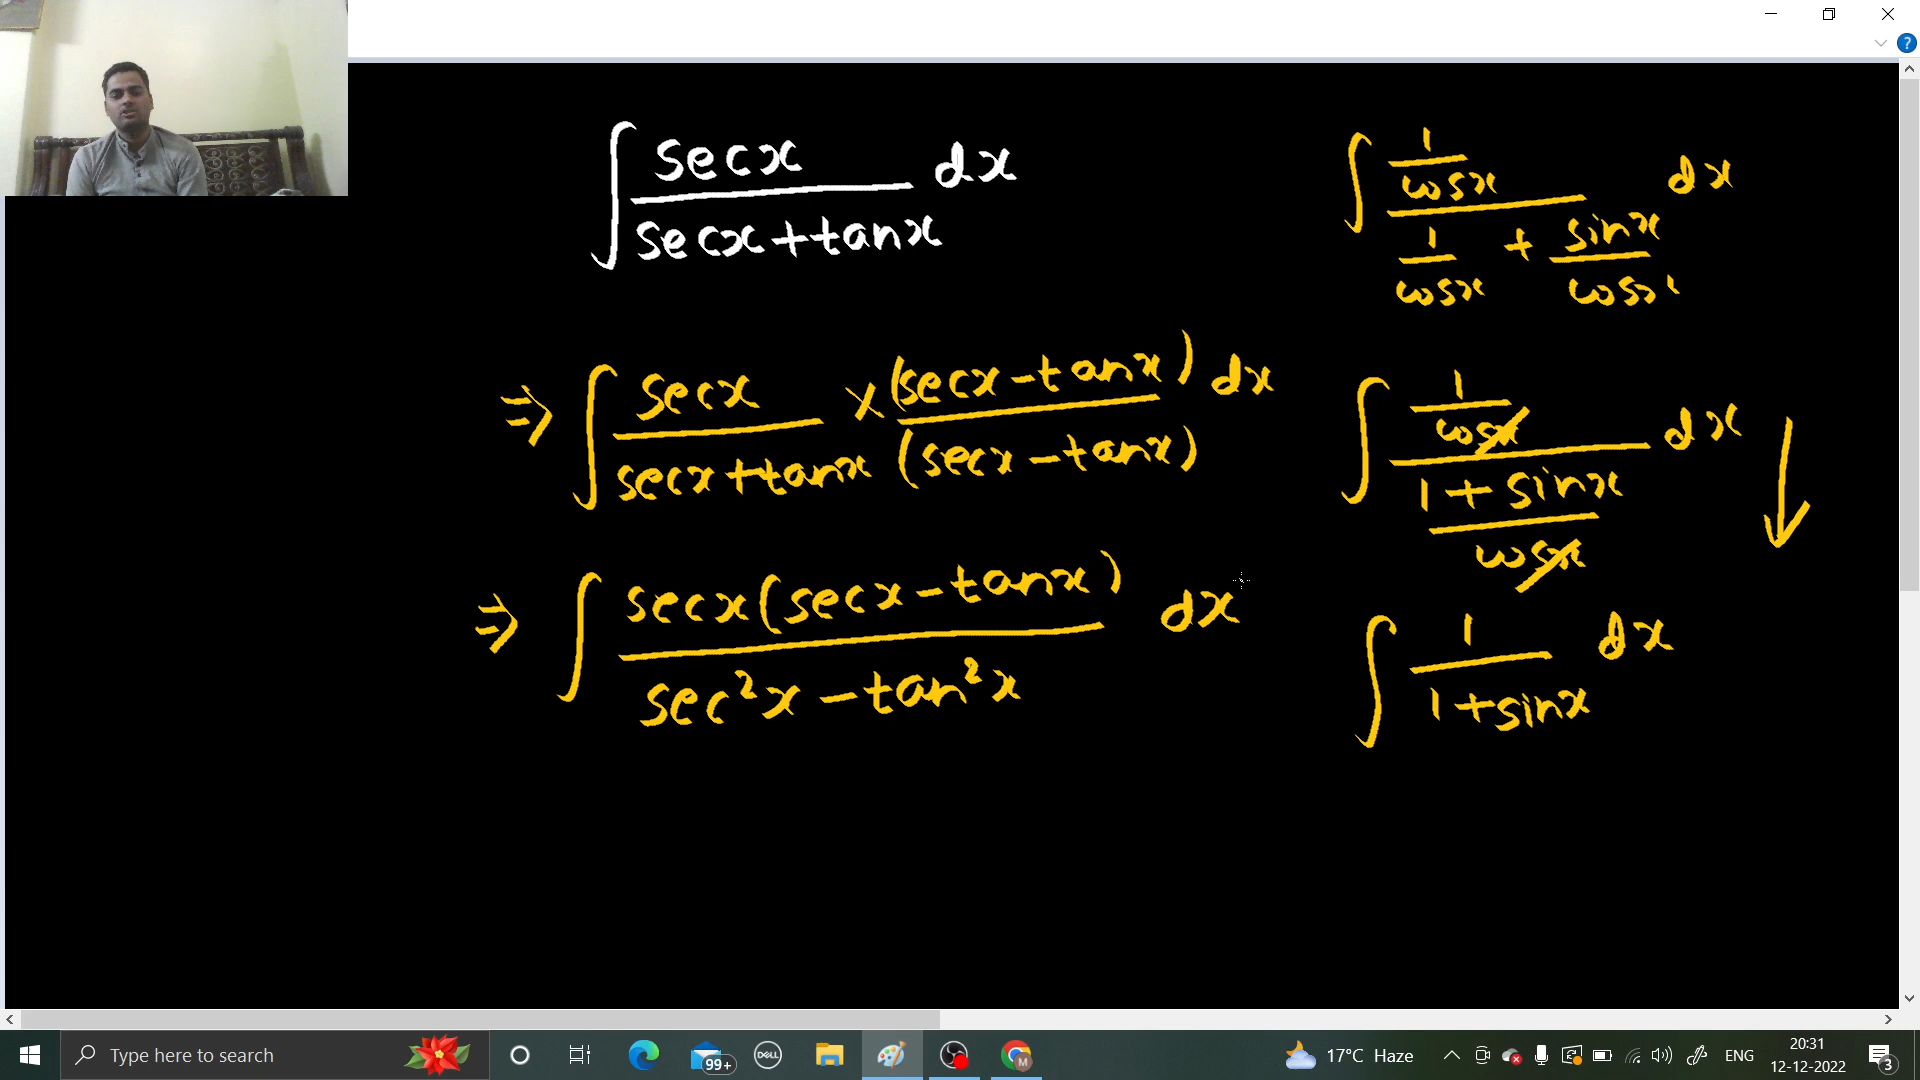 ∫ secx / (secx+tanx) dx
⇒ ∫ secx / (secx+tanx) × (secx-tanx) / (secx-tanx) dx
⇒ ∫ secx(secx-tanx) / (sec²x-tan²x) dx
∫ (1/cosx) / (1/cosx + sinx/cosx) dx
∫ (1/cosx) / ((1+sinx)/cosx) dx
∫ 1 / (1+sinx) dx
Type here to search
99+
DELL
M
17°C Haze
ENG
20:31
12-12-2022
3